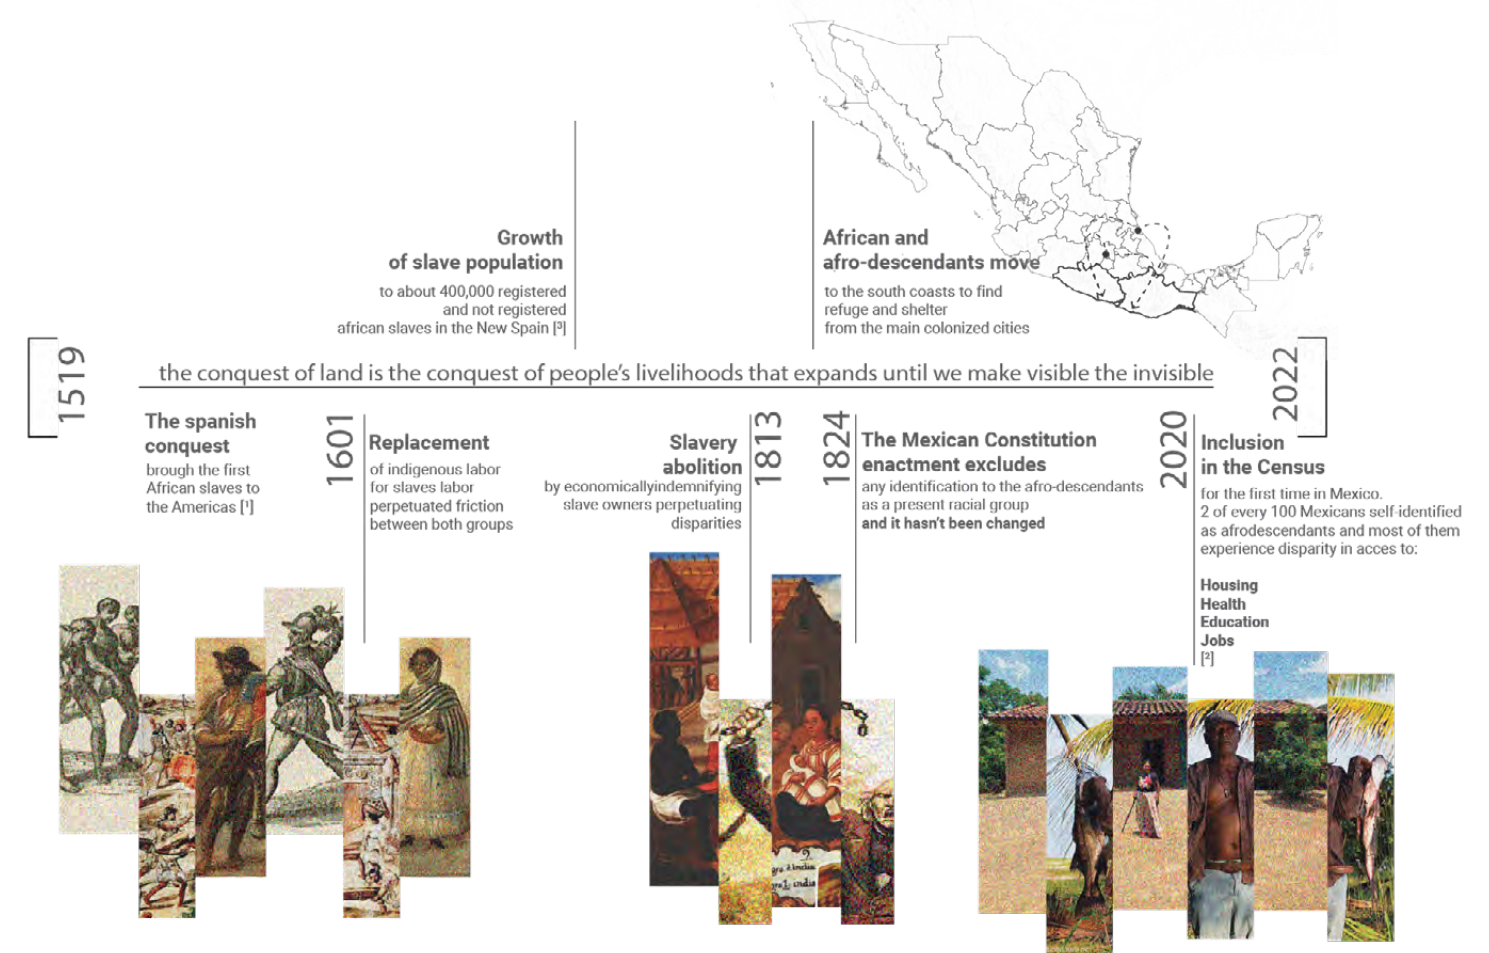 Growth
of slave population
to about 400,000 registered
and not registered
african slaves in the New Spain [³]
African and
afro-descendants move
to the south coasts to find
refuge and shelter
from the main colonized cities
1519
the conquest of land is the conquest of people's livelihoods that expands until we make visible the invisible
2022
The spanish
conquest
brough the first
African slaves to
the Americas [¹]
1601
Replacement
of indigenous labor
for slaves labor
perpetuated friction
between both groups
Slavery
abolition
by economicallyindemnifying
slave owners perpetuating
disparities
1813
1824
The Mexican Constitution
enactment excludes
any identification to the afro-descendants
as a present racial group
and it hasn't been changed
2020
Inclusion
in the Census
for the first time in Mexico.
2 of every 100 Mexicans self-identified
as afrodescendants and most of them
experience disparity in acces to:
Housing
Health
Education
Jobs
[²]